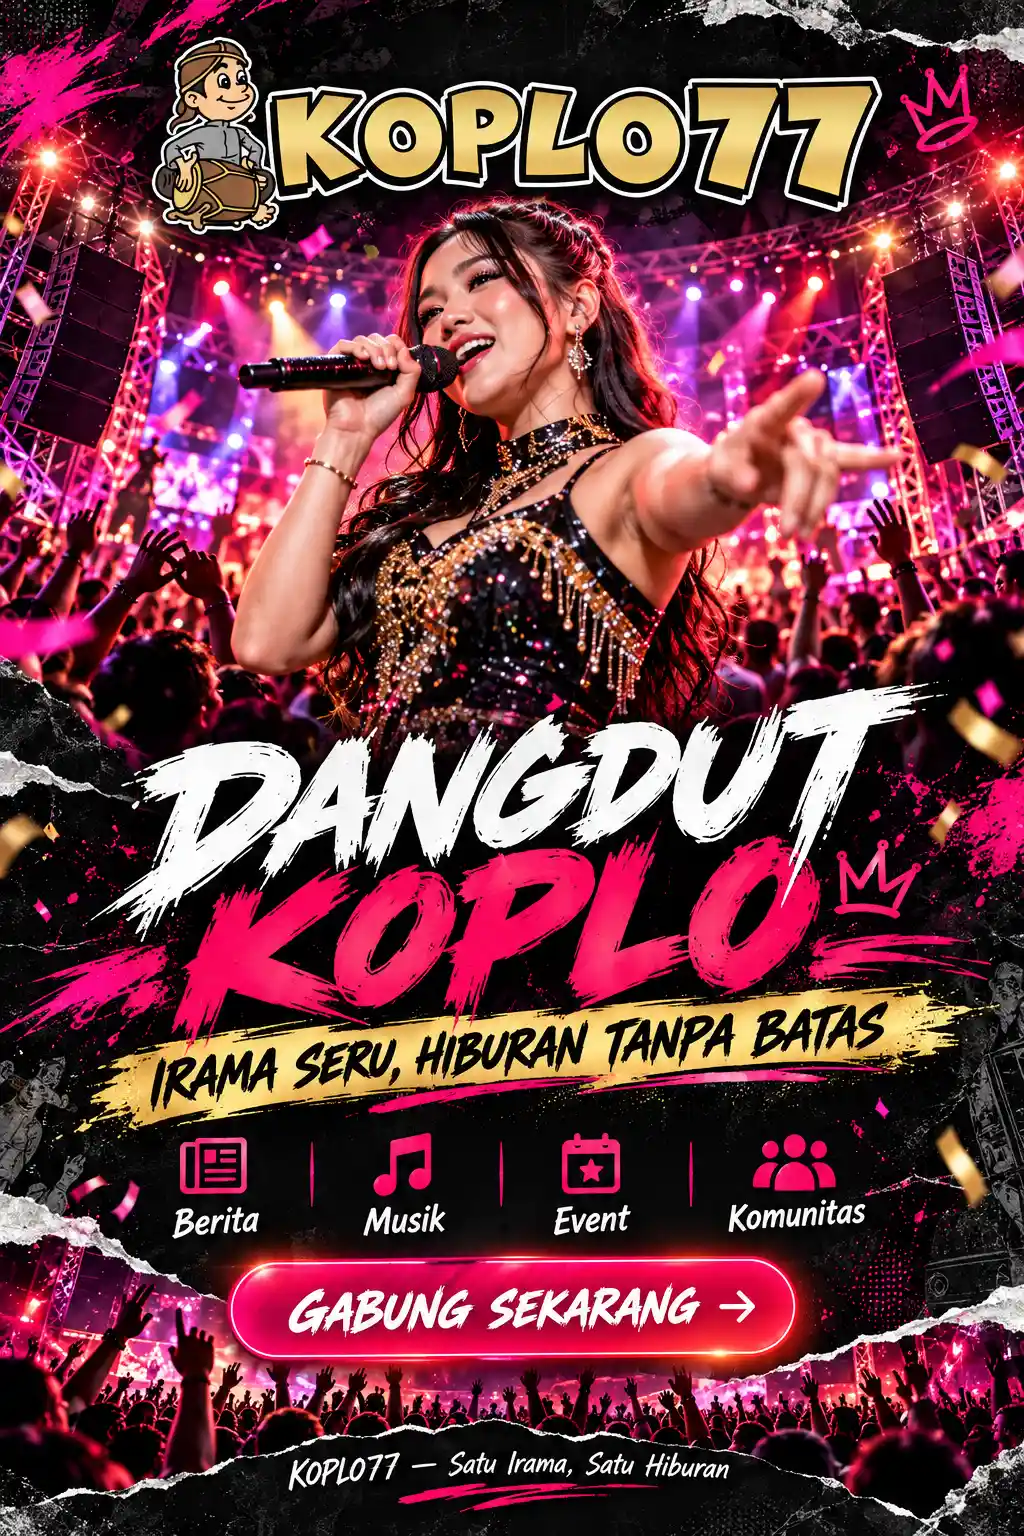 KOPLO77
DANGDUT
KOPLO
IRAMA SERU, HIBURAN TANPA BATAS
Berita
Musik
Event
Komunitas
GABUNG SEKARANG →
KOPLO77 — Satu Irama, Satu Hiburan